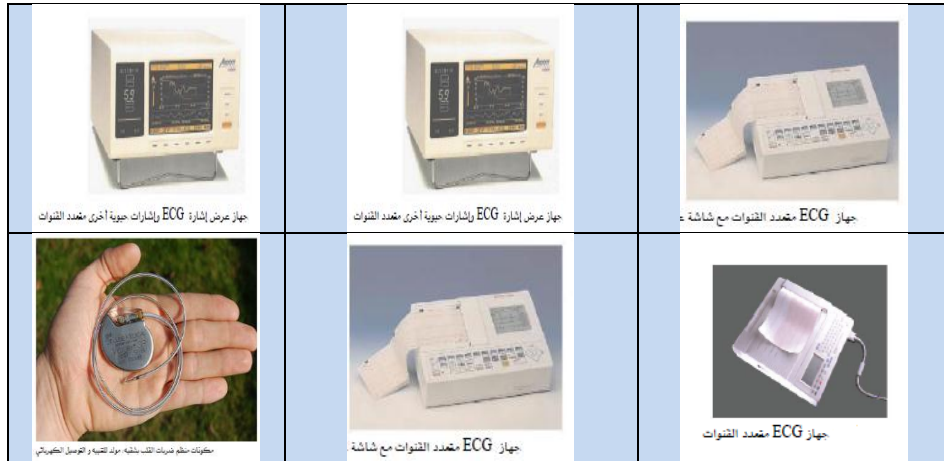 جهاز عرض إشارة ECG وإشارات حيوية أخرى متعدد القنوات
جهاز عرض إشارة ECG وإشارات حيوية أخرى متعدد القنوات
جهاز ECG متعدد القنوات مع شاشة
مكونات منظم ضربات القلب بشقيه: مولد للتنبيه و التوصيل الكهربائي
جهاز ECG متعدد القنوات مع شاشة
جهاز ECG متعدد القنوات